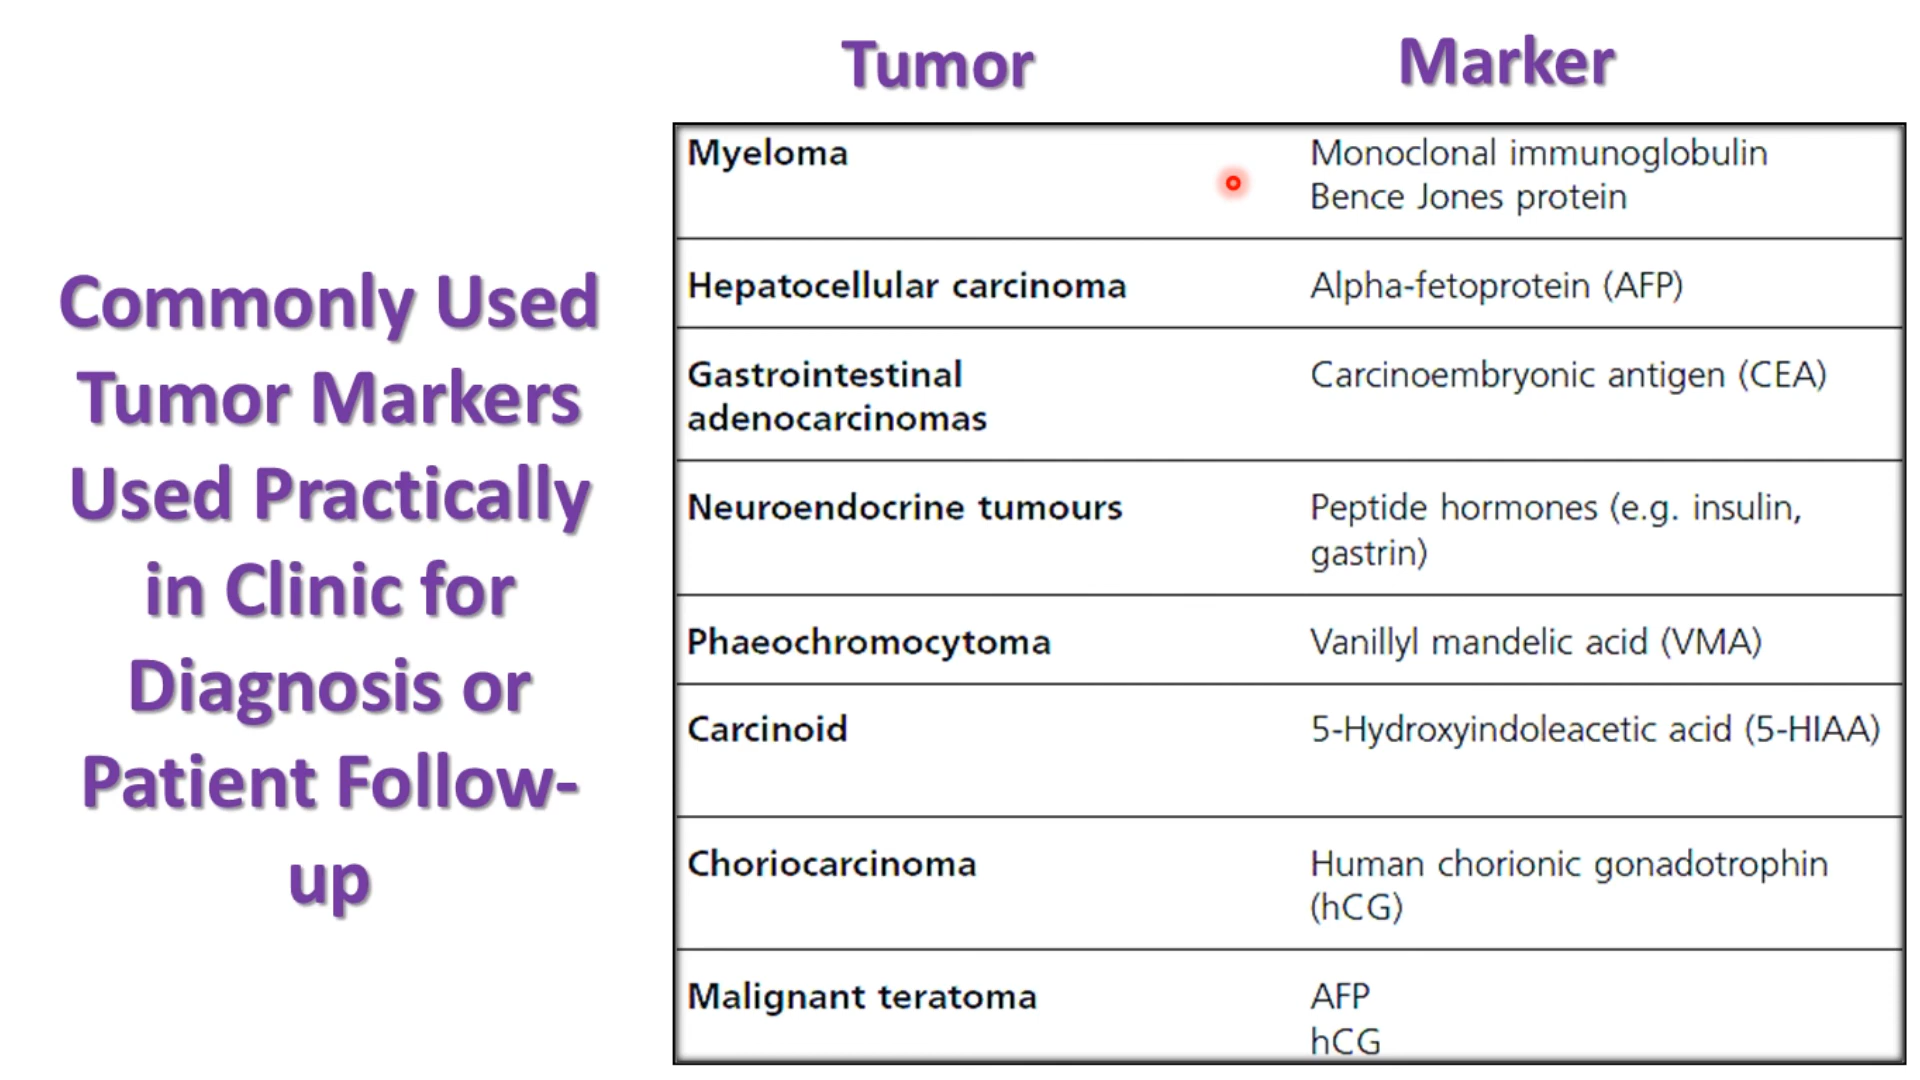 Commonly Used
Tumor Markers
Used Practically
in Clinic for
Diagnosis or
Patient Follow-
up
Tumor Marker
Myeloma Monoclonal immunoglobulin
Bence Jones protein
Hepatocellular carcinoma Alpha-fetoprotein (AFP)
Gastrointestinal Carcinoembryonic antigen (CEA)
adenocarcinomas
Neuroendocrine tumours Peptide hormones (e.g. insulin,
gastrin)
Phaeochromocytoma Vanillyl mandelic acid (VMA)
Carcinoid 5-Hydroxyindoleacetic acid (5-HIAA)
Choriocarcinoma Human chorionic gonadotrophin
(hCG)
Malignant teratoma AFP
hCG